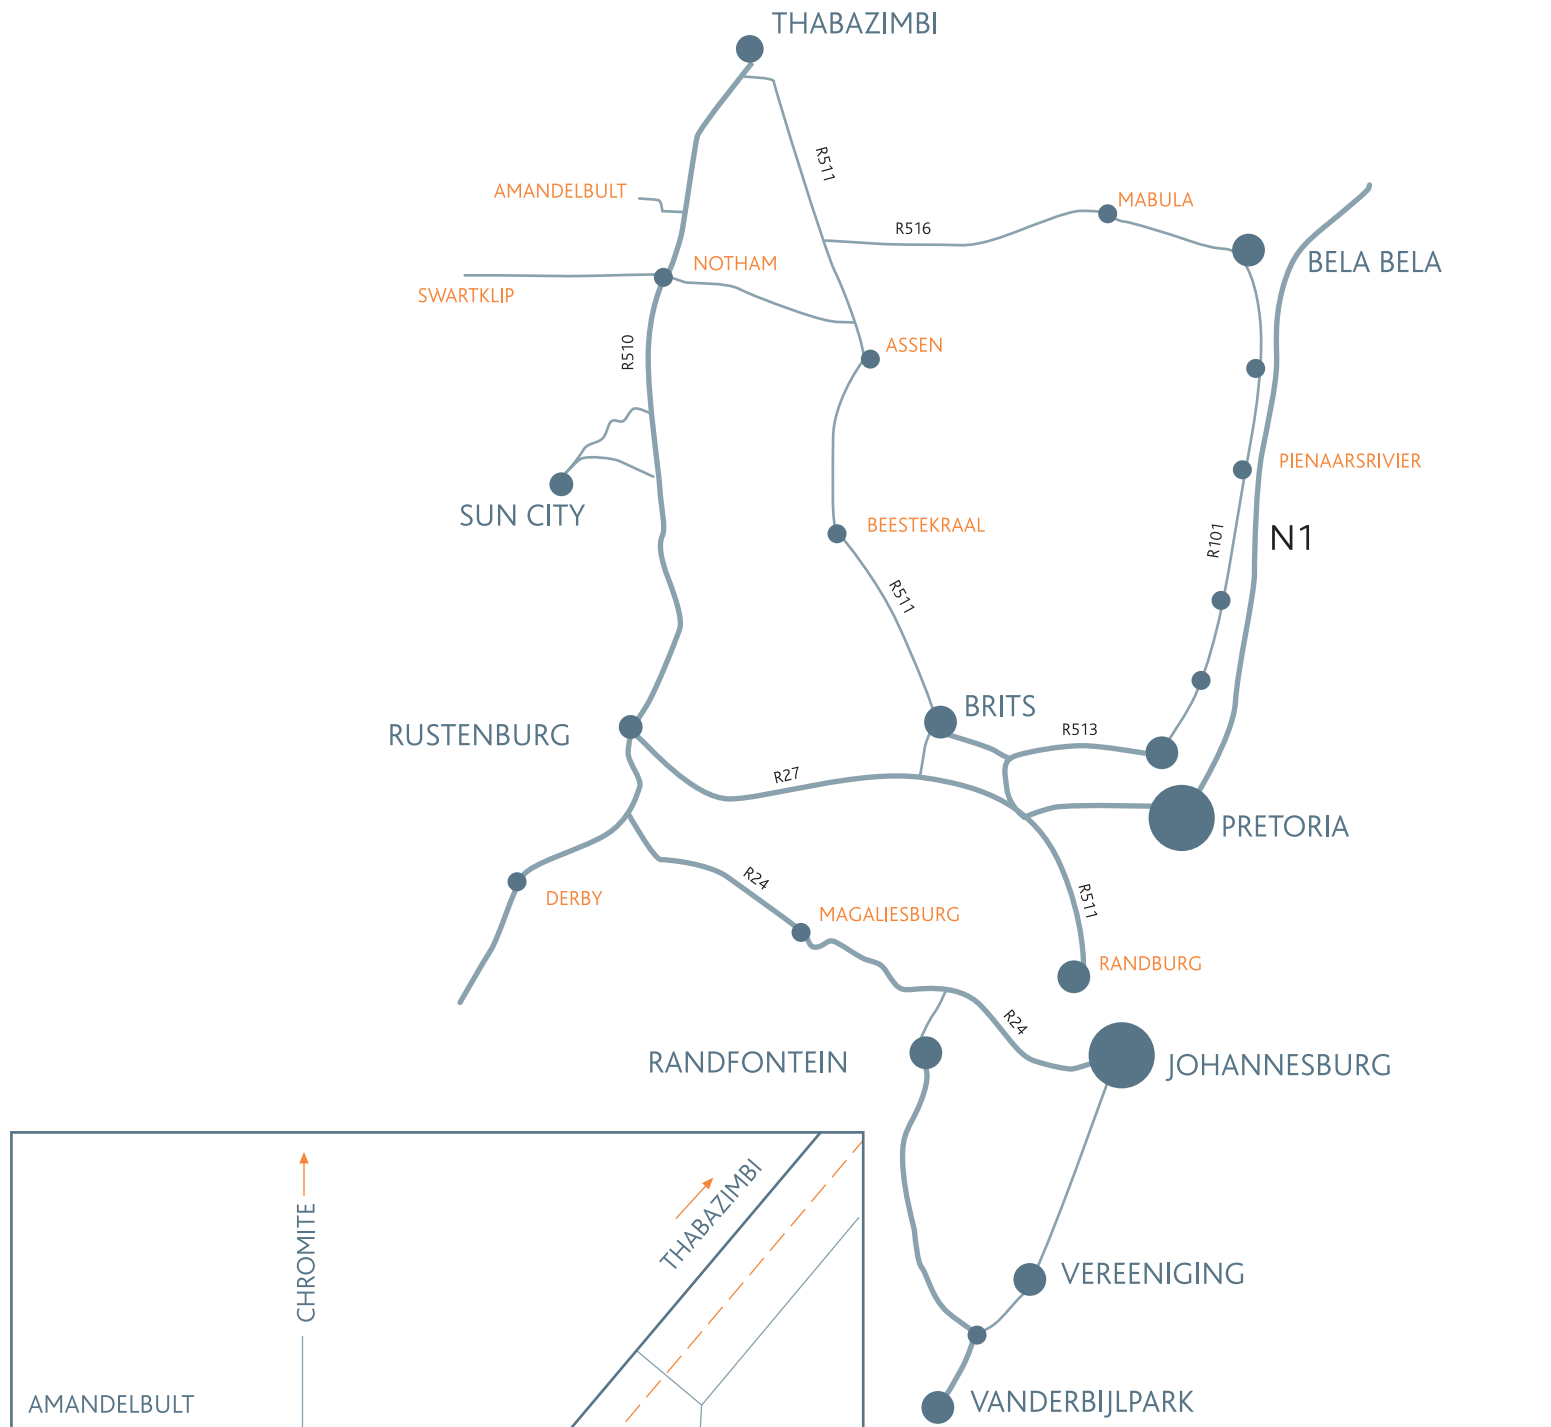 THABAZIMBI
R511
AMANDELBULT
MABULA
R516
BELA BELA
NOTHAM
SWARTKLIP
R510
ASSEN
PIENAARSRIVIER
SUN CITY
BEESTEKRAAL
R101
N1
R511
BRITS
RUSTENBURG
R513
R27
PRETORIA
R24
DERBY
MAGALIESBURG
R511
RANDBURG
R24
RANDFONTEIN
JOHANNESBURG
THABAZIMBI
CHROMITE
VEREENIGING
AMANDELBULT
VANDERBIJLPARK